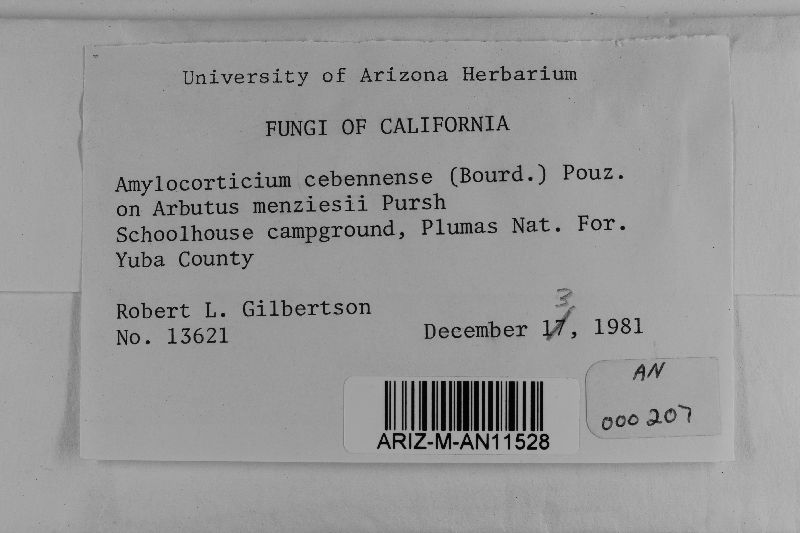 University of Arizona Herbarium
FUNGI OF CALIFORNIA
Amylocorticium cebennense (Bourd.) Pouz.
on Arbutus menziesii Pursh
Schoolhouse campground, Plumas Nat. For.
Yuba County
Robert L. Gilbertson
3
No. 13621 December 17, 1981
AN
000207
ARIZ-M-AN11528